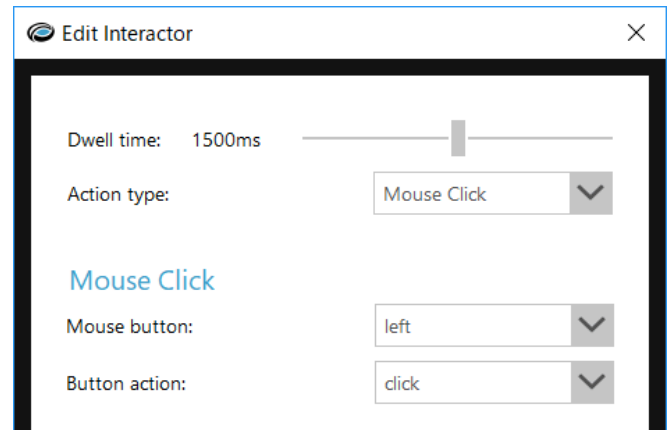 Edit Interactor
Dwell time: 1500ms
Action type: Mouse Click
Mouse Click
Mouse button: left
Button action: click